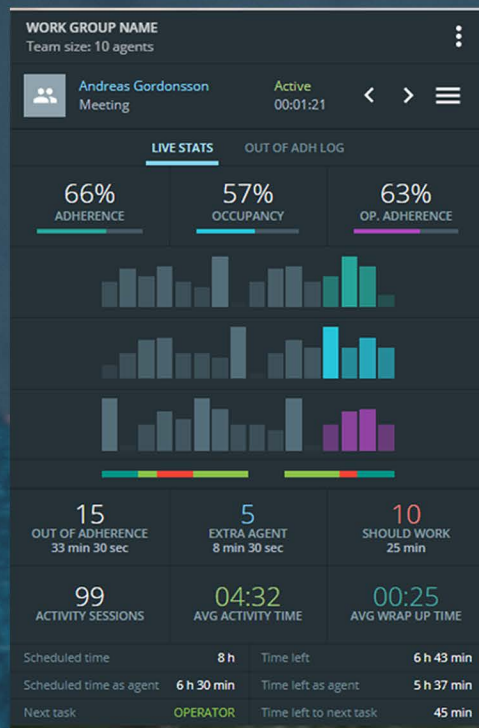 WORK GROUP NAME
Team size: 10 agents
Andreas Gordonsson
Active
Meeting
00:01:21
LIVE STATS
OUT OF ADH LOG
66%
57%
63%
ADHERENCE
OCCUPANCY
OP. ADHERENCE
15
5
10
OUT OF ADHERENCE
EXTRA AGENT
SHOULD WORK
33 min 30 sec
8 min 30 sec
25 min
99
04:32
00:25
ACTIVITY SESSIONS
AVG ACTIVITY TIME
AVG WRAP UP TIME
Scheduled time 8 h
Time left 6 h 43 min
Scheduled time as agent 6 h 30 min
Time left as agent 5 h 37 min
Next task OPERATOR
Time left to next task 45 min